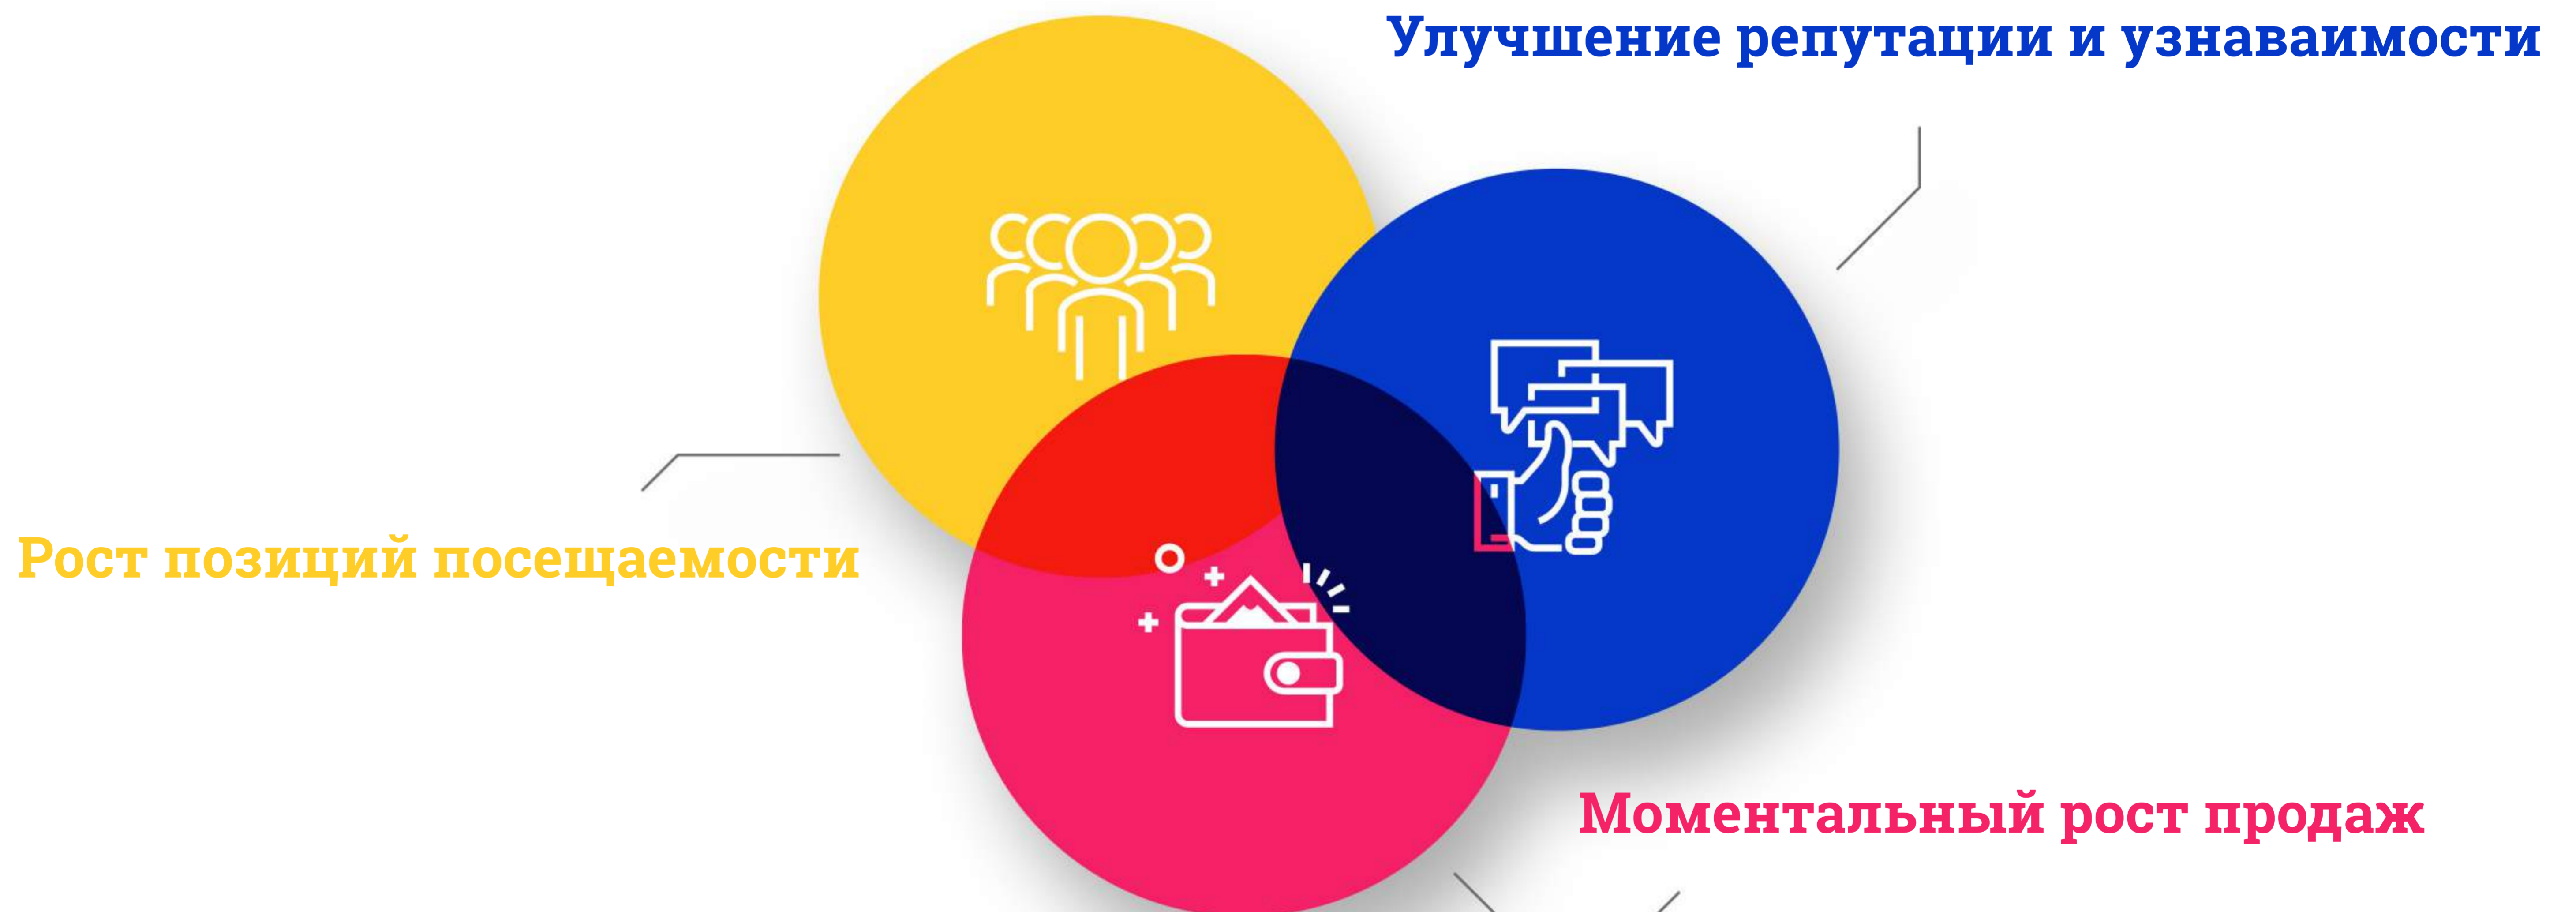 Улучшение репутации и узнаваимости
Рост позиций посещаемости
Моментальный рост продаж